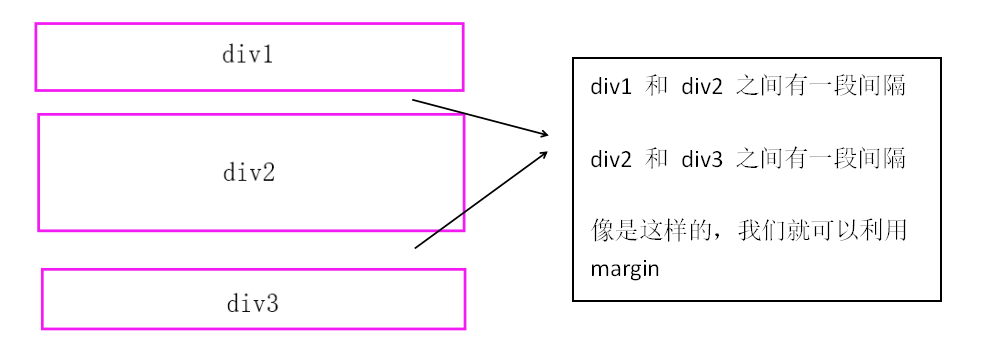 div1
div2
div3
div1 和 div2 之间有一段间隔
div2 和 div3 之间有一段间隔
像是这样的，我们就可以利用
margin